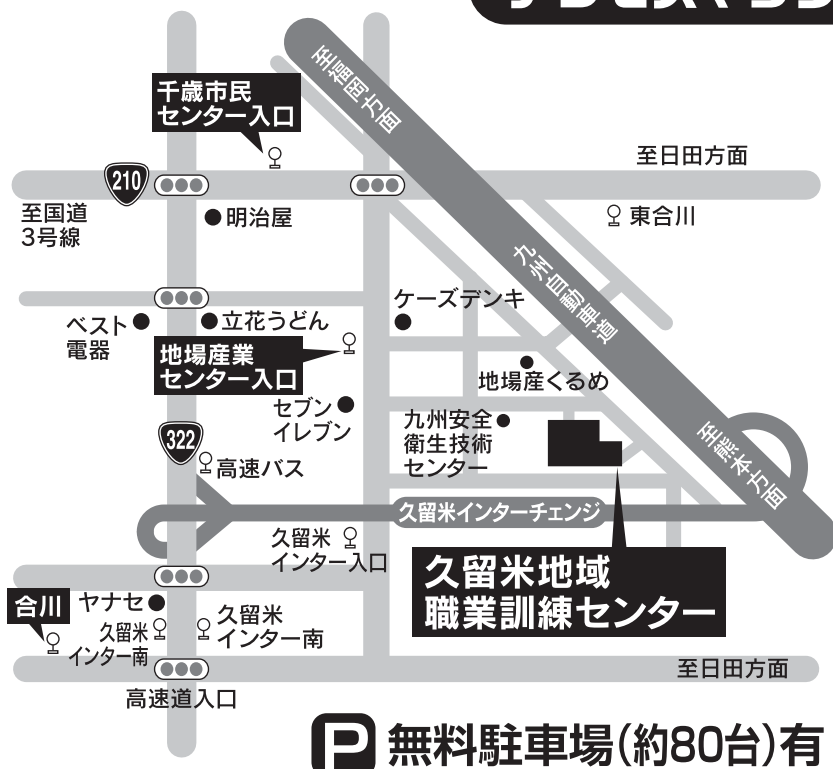 至福岡方面
千歳市民
センター入口
至日田方面
210
至国道
3号線
明治屋
東合川
九州自動車道
ケーズデンキ
ベスト
電器
立花うどん
地場産業
センター入口
地場産くるめ
セブン
イレブン
九州安全
衛生技術
センター
至熊本方面
322
高速バス
久留米インターチェンジ
久留米
インター入口
久留米地域
職業訓練センター
合川
ヤナセ
久留米
インター南
久留米
インター南
至日田方面
高速道入口
P 無料駐車場(約80台)有